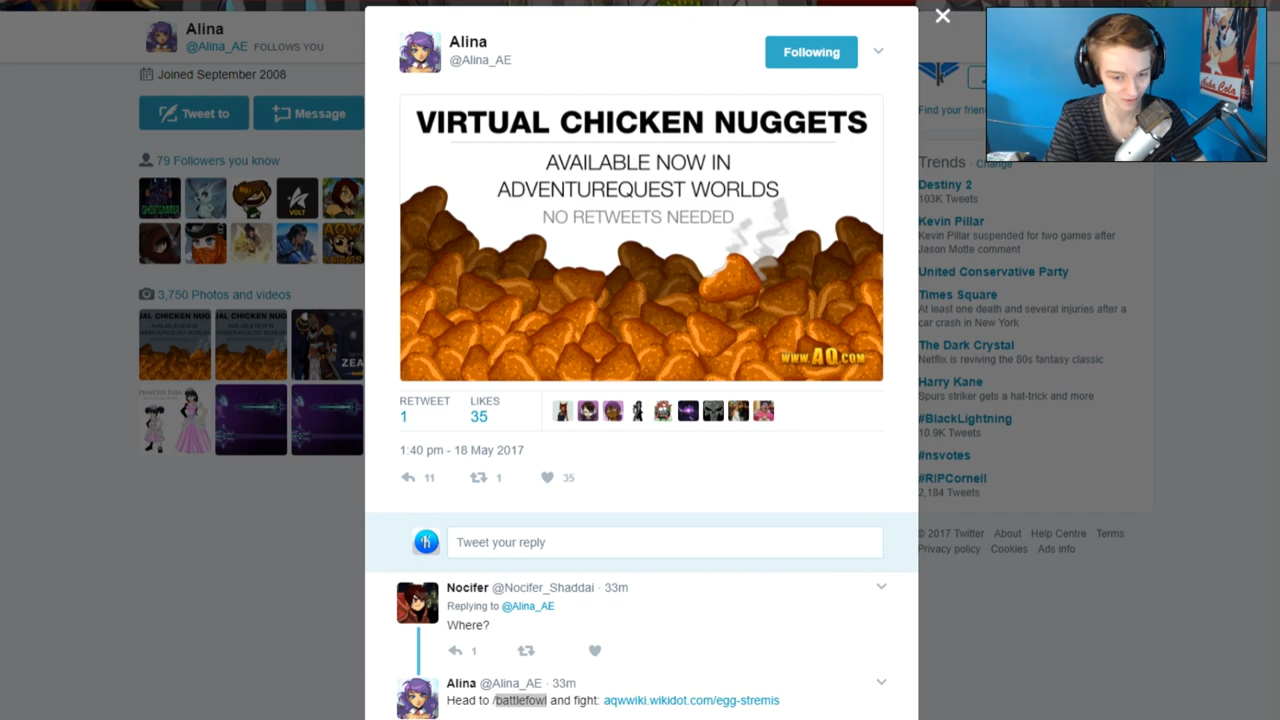 Alina
@Alina_AE FOLLOWS YOU
Joined September 2008
Tweet to
Message
79 Followers you know
GHOSTGAMER
VOLT
AQW
3,750 Photos and videos
ZEA
Alina
@Alina_AE
Following
VIRTUAL CHICKEN NUGGETS
AVAILABLE NOW IN
ADVENTUREQUEST WORLDS
NO RETWEETS NEEDED
WWW.AQ.COM
RETWEET
1
LIKES
35
1:40 pm - 18 May 2017
11
1
35
Tweet your reply
Nocifer @Nocifer_Shaddai · 33m
Replying to @Alina_AE
Where?
1
Alina @Alina_AE · 33m
Head to /battlefowl and fight: aqwwiki.wikidot.com/egg-stremis
Nuka Cola
Find your frien
Trends · Change
Destiny 2
103K Tweets
Kevin Pillar
Kevin Pillar suspended for two games after
Jason Motte comment
United Conservative Party
Times Square
At least one death and several injuries after a
car crash in New York
The Dark Crystal
Netflix is reviving the 80s fantasy classic
Harry Kane
Spurs striker gets a hat-trick and more
#BlackLightning
10.9K Tweets
#nsvotes
#RIPCornell
2,184 Tweets
© 2017 Twitter About Help Centre Terms
Privacy policy Cookies Ads info